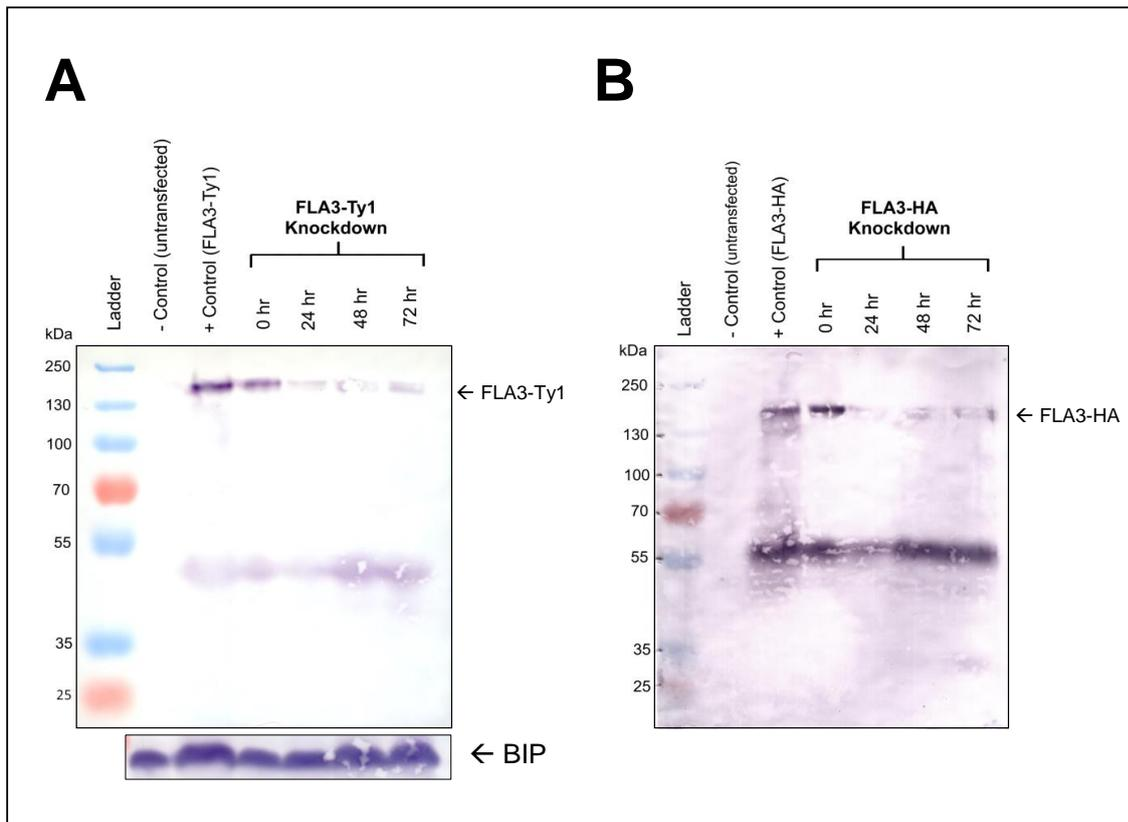 A
B
- Control (untransfected)
+ Control (FLA3-Ty1)
FLA3-Ty1
Knockdown
Ladder
0 hr
24 hr
48 hr
72 hr
kDa
250
130
100
70
55
35
25
← FLA3-Ty1
← BIP
- Control (untransfected)
+ Control (FLA3-HA)
FLA3-HA
Knockdown
Ladder
0 hr
24 hr
48 hr
72 hr
kDa
250
130
100
70
55
35
25
← FLA3-HA